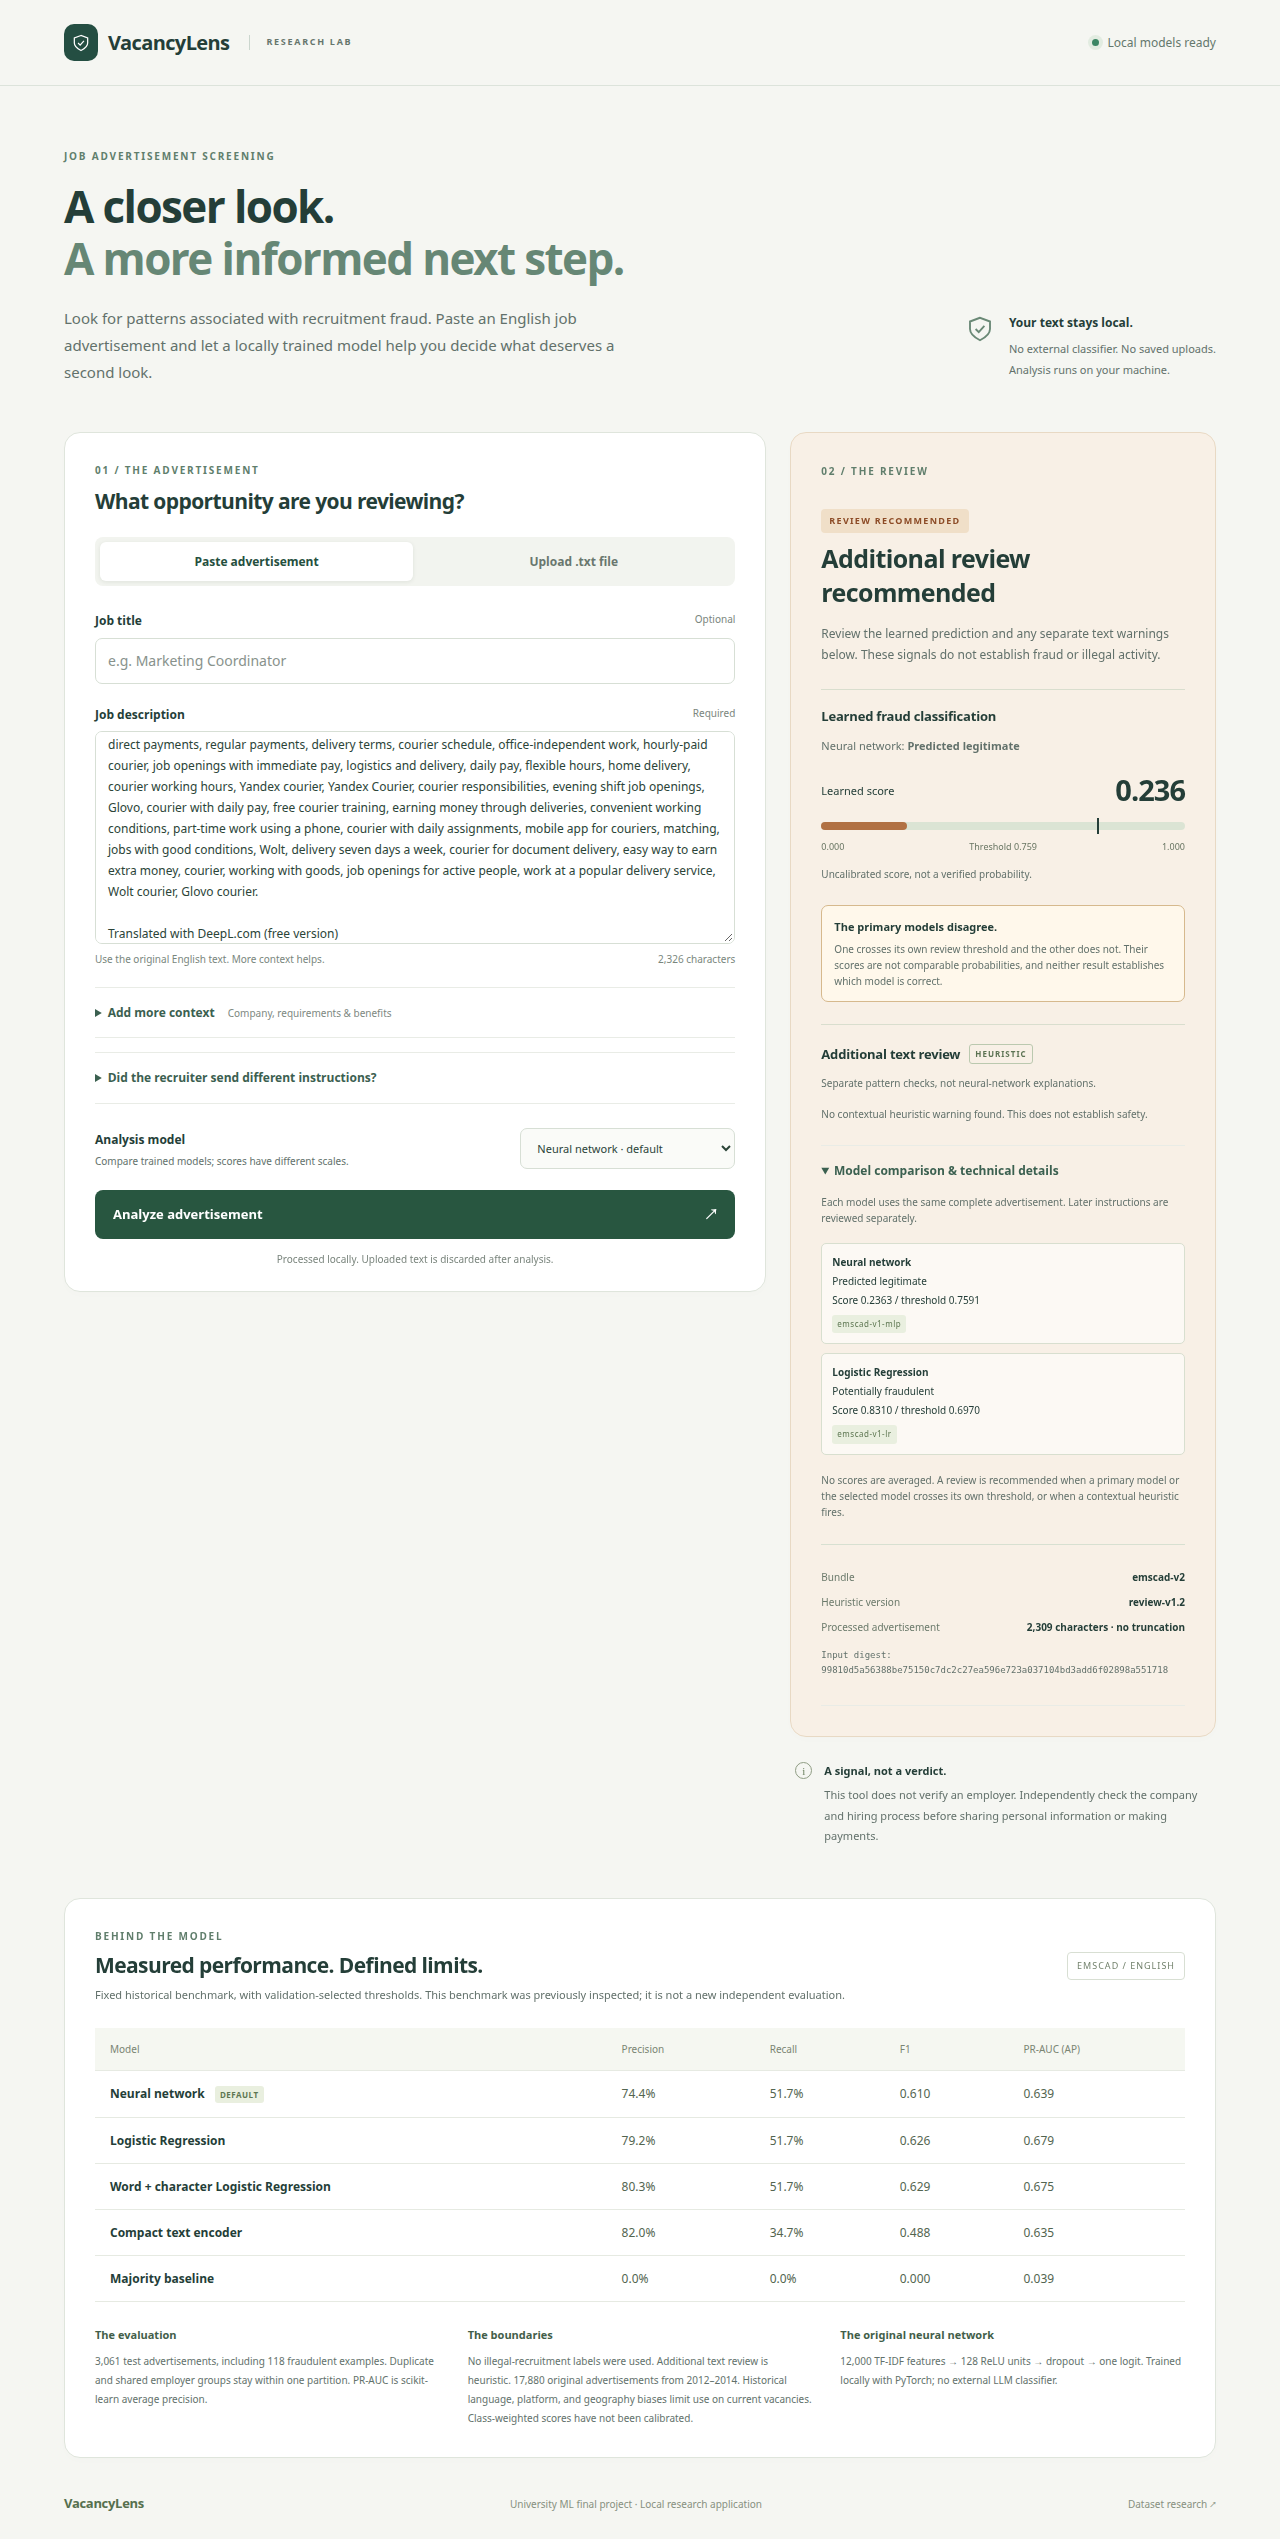 VacancyLens
RESEARCH LAB
Local models ready
JOB ADVERTISEMENT SCREENING
A closer look.
A more informed next step.
Look for patterns associated with recruitment fraud. Paste an English job
advertisement and let a locally trained model help you decide what deserves a
second look.
Your text stays local.
No external classifier. No saved uploads.
Analysis runs on your machine.
01 / THE ADVERTISEMENT
What opportunity are you reviewing?
Paste advertisement
Upload .txt file
Job title
Optional
e.g. Marketing Coordinator
Job description
Required
direct payments, regular payments, delivery terms, courier schedule, office-independent work, hourly-paid
courier, job openings with immediate pay, logistics and delivery, daily pay, flexible hours, home delivery,
courier working hours, Yandex courier, Yandex Courier, courier responsibilities, evening shift job openings,
Glovo, courier with daily pay, free courier training, earning money through deliveries, convenient working
conditions, part-time work using a phone, courier with daily assignments, mobile app for couriers, matching,
jobs with good conditions, Wolt, delivery seven days a week, courier for document delivery, easy way to earn
extra money, courier, working with goods, job openings for active people, work at a popular delivery service,
Wolt courier, Glovo courier.
Translated with DeepL.com (free version)
Use the original English text. More context helps.
2,326 characters
Add more context
Company, requirements & benefits
Did the recruiter send different instructions?
Analysis model
Compare trained models; scores have different scales.
Neural network · default
Analyze advertisement ↗
Processed locally. Uploaded text is discarded after analysis.
02 / THE REVIEW
REVIEW RECOMMENDED
Additional review
recommended
Review the learned prediction and any separate text warnings
below. These signals do not establish fraud or illegal activity.
Learned fraud classification
Neural network: Predicted legitimate
Learned score
0.236
0.000
Threshold 0.759
1.000
Uncalibrated score, not a verified probability.
The primary models disagree.
One crosses its own review threshold and the other does not. Their
scores are not comparable probabilities, and neither result establishes
which model is correct.
Additional text review
HEURISTIC
Separate pattern checks, not neural-network explanations.
No contextual heuristic warning found. This does not establish safety.
Model comparison & technical details
Each model uses the same complete advertisement. Later instructions are
reviewed separately.
Neural network
Predicted legitimate
Score 0.2363 / threshold 0.7591
emscad-v1-mlp
Logistic Regression
Potentially fraudulent
Score 0.8310 / threshold 0.6970
emscad-v1-lr
No scores are averaged. A review is recommended when a primary model or
the selected model crosses its own threshold, or when a contextual heuristic
fires.
Bundle
emscad-v2
Heuristic version
review-v1.2
Processed advertisement
2,309 characters · no truncation
Input digest:
99810d5a56388be75150c7dc2c27ea596e723a037104bd3add6f02898a551718
A signal, not a verdict.
This tool does not verify an employer. Independently check the company
and hiring process before sharing personal information or making
payments.
BEHIND THE MODEL
Measured performance. Defined limits.
EMSCAD / ENGLISH
Fixed historical benchmark, with validation-selected thresholds. This benchmark was previously inspected; it is not a new independent evaluation.
Model Precision Recall F1 PR-AUC (AP)
Neural network DEFAULT 74.4% 51.7% 0.610 0.639
Logistic Regression 79.2% 51.7% 0.626 0.679
Word + character Logistic Regression 80.3% 51.7% 0.629 0.675
Compact text encoder 82.0% 34.7% 0.488 0.635
Majority baseline 0.0% 0.0% 0.000 0.039
The evaluation
3,061 test advertisements, including 118 fraudulent examples. Duplicate
and shared employer groups stay within one partition. PR-AUC is scikit-
learn average precision.
The boundaries
No illegal-recruitment labels were used. Additional text review is
heuristic. 17,880 original advertisements from 2012–2014. Historical
language, platform, and geography biases limit use on current vacancies.
Class-weighted scores have not been calibrated.
The original neural network
12,000 TF-IDF features → 128 ReLU units → dropout → one logit. Trained
locally with PyTorch; no external LLM classifier.
VacancyLens
University ML final project · Local research application
Dataset research ↗